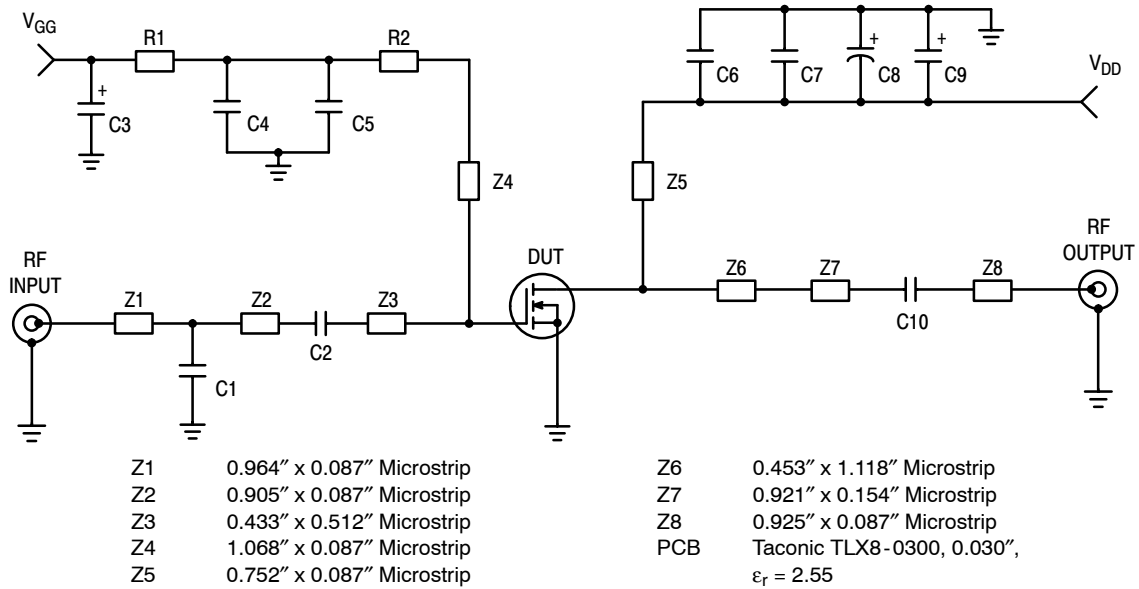 V_GG
R1
R2
+
C3
C4
C5
Z4
C6
C7
+
C8
+
C9
V_DD
Z5
RF
INPUT
Z1
Z2
Z3
C2
C1
DUT
Z6
Z7
Z8
C10
RF
OUTPUT
Z1 0.964″ x 0.087″ Microstrip
Z2 0.905″ x 0.087″ Microstrip
Z3 0.433″ x 0.512″ Microstrip
Z4 1.068″ x 0.087″ Microstrip
Z5 0.752″ x 0.087″ Microstrip
Z6 0.453″ x 1.118″ Microstrip
Z7 0.921″ x 0.154″ Microstrip
Z8 0.925″ x 0.087″ Microstrip
PCB Taconic TLX8-0300, 0.030″,
ε_r = 2.55